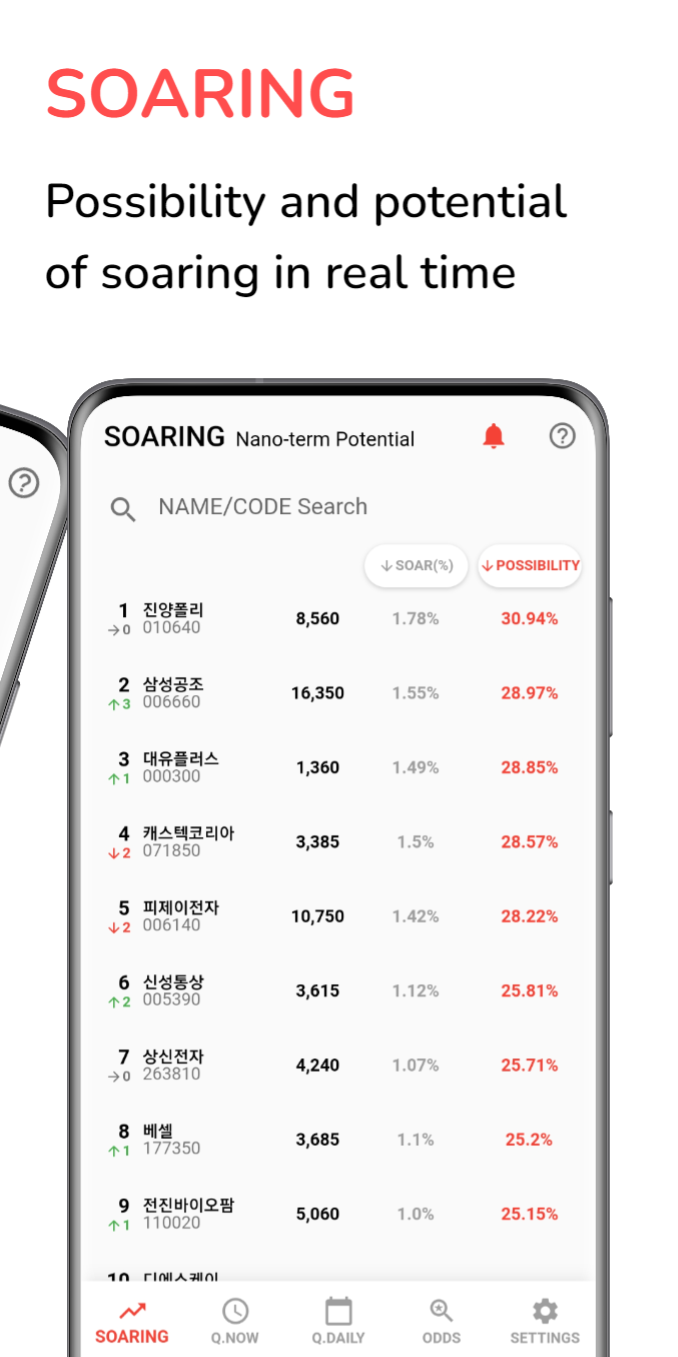 SOARING
Possibility and potential
of soaring in real time
SOARING Nano-term Potential
NAME/CODE Search
↓ SOAR(%) ↓ POSSIBILITY
1 진양폴리 8,560 1.78% 30.94%
→0 010640
2 삼성공조 16,350 1.55% 28.97%
↑3 006660
3 대유플러스 1,360 1.49% 28.85%
↑1 000300
4 캐스텍코리아 3,385 1.5% 28.57%
↓2 071850
5 피제이전자 10,750 1.42% 28.22%
↓2 006140
6 신성통상 3,615 1.12% 25.81%
↑2 005390
7 상신전자 4,240 1.07% 25.71%
→0 263810
8 베셀 3,685 1.1% 25.2%
↑1 177350
9 전진바이오팜 5,060 1.0% 25.15%
↑1 110020
10 디에스케이
SOARING Q.NOW Q.DAILY ODDS SETTINGS